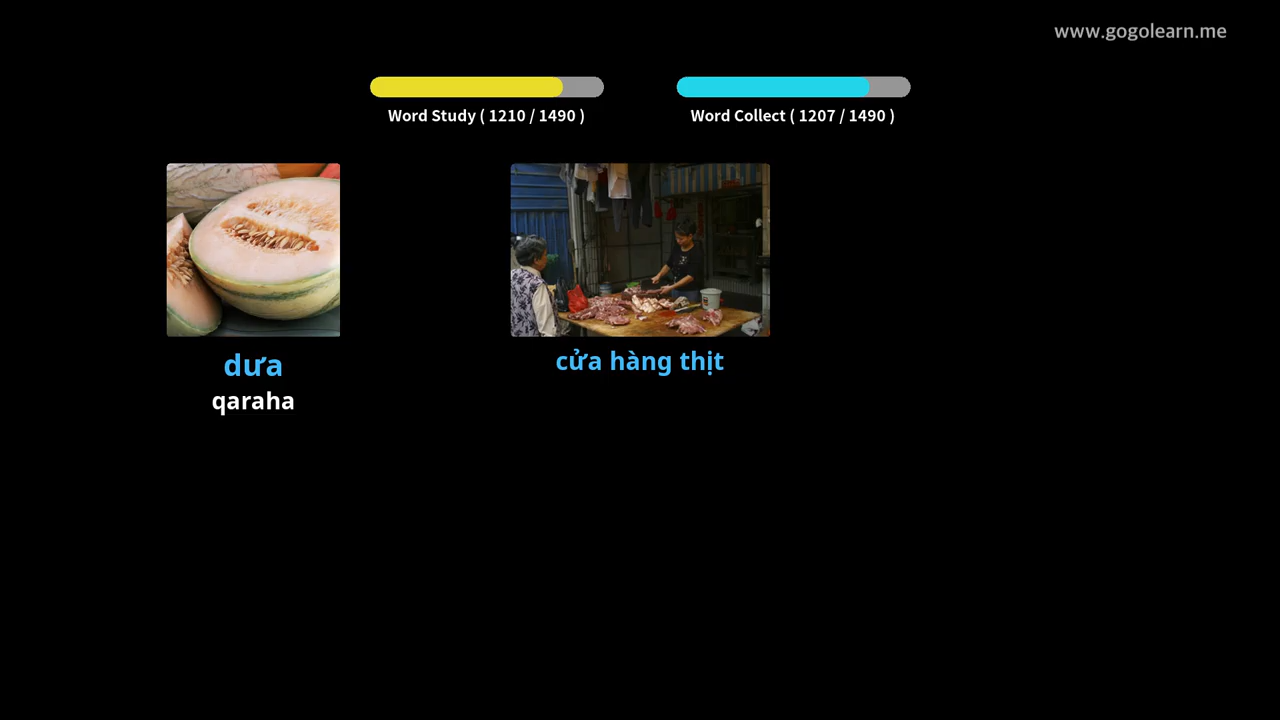 www.gogolearn.me
Word Study ( 1210 / 1490 )
Word Collect ( 1207 / 1490 )
dưa
qaraha
cửa hàng thịt